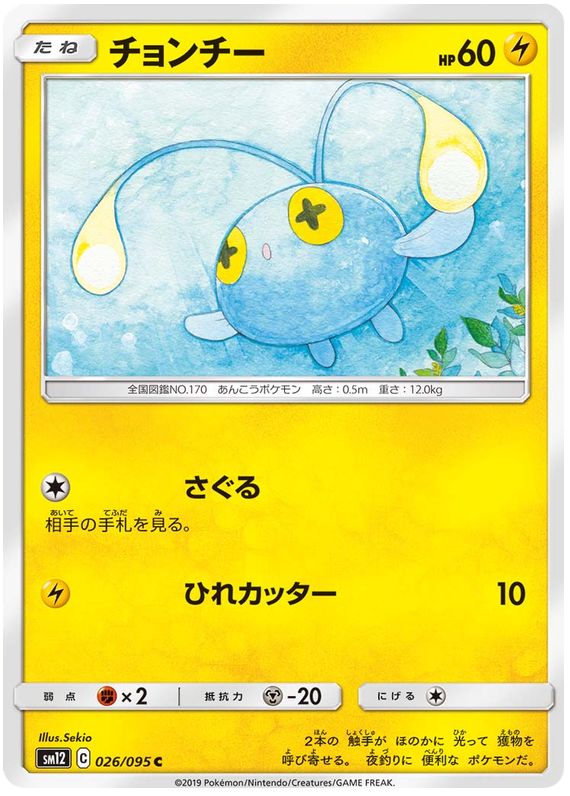 たね チョンチー HP60
全国図鑑NO.170 あんこうポケモン 高さ:0.5m 重さ:12.0kg
さぐる
相手の手札を見る。
ひれカッター 10
弱点 ×2 抵抗力 -20 にげる
Illus.Sekio
SM12 C 026/095 C
2本の 触手が ほのかに 光って 獲物を
呼び寄せる。 夜釣りに 便利な ポケモンだ。
©2019 Pokémon/Nintendo/Creatures/GAME FREAK.